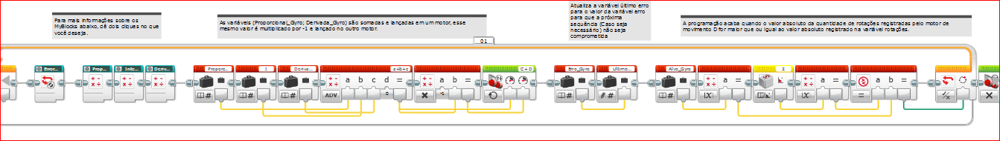 Para mais informações sobre os
MyBlocks abaixo, dê dois cliques no que
você deseja.
As variáveis (Proporcional_Gyro; Derivada_Gyro) são somadas e lançadas em um motor, esse
mesmo valor é multiplicado por -1 e lançado no outro motor.
Atualiza a variável último erro
para o valor da variável erro
para que a próxima
sequência (Caso seja
necessário) não seja
comprometida
A programação acaba quando o valor absoluto da quantidade de rotações registradas pelo motor de
movimento D for maior que ou igual ao valor absoluto registrado na variável rotações.
01
Error...
Prop...
Inte...
Deriv...
Proporc...
I
Deriva...
a+b+c
C+D
Erro_Gyro
Último...
Alvo_Gyro
a b c d =
a b =
a =
a =
a b =
ADV
0
-1
|X|
|X|
=